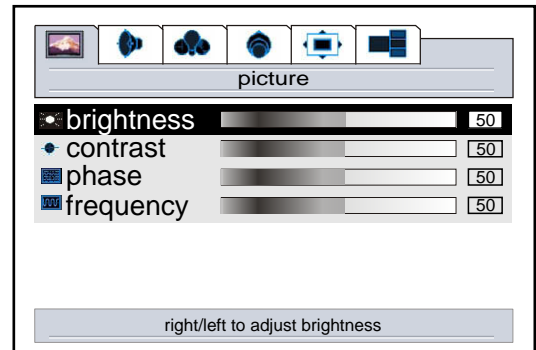 picture
brightness 50
contrast 50
phase 50
frequency 50
right/left to adjust brightness